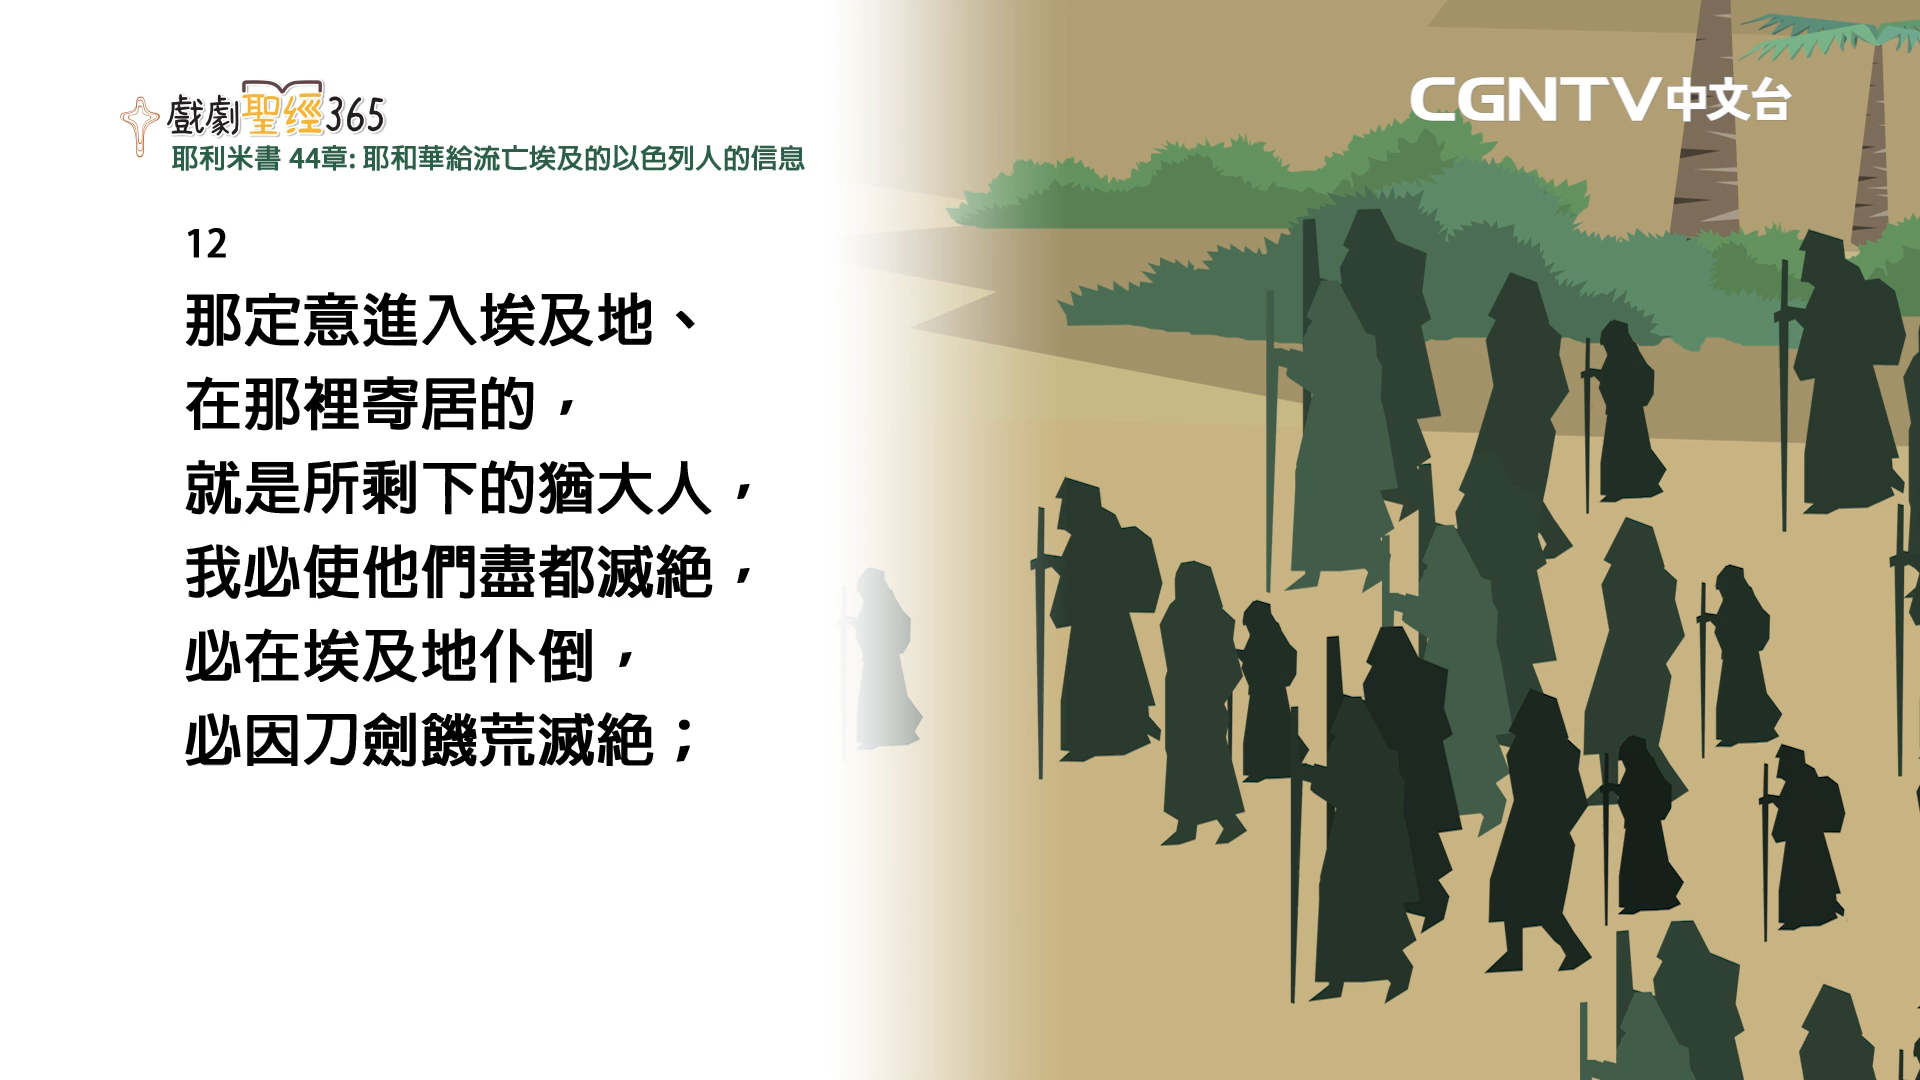 戲劇聖經365
CGNTV中文台
耶利米書 44章: 耶和華給流亡埃及的以色列人的信息
12
那定意進入埃及地、
在那裡寄居的，
就是所剩下的猶大人，
我必使他們盡都滅絕，
必在埃及地仆倒，
必因刀劍饑荒滅絕；